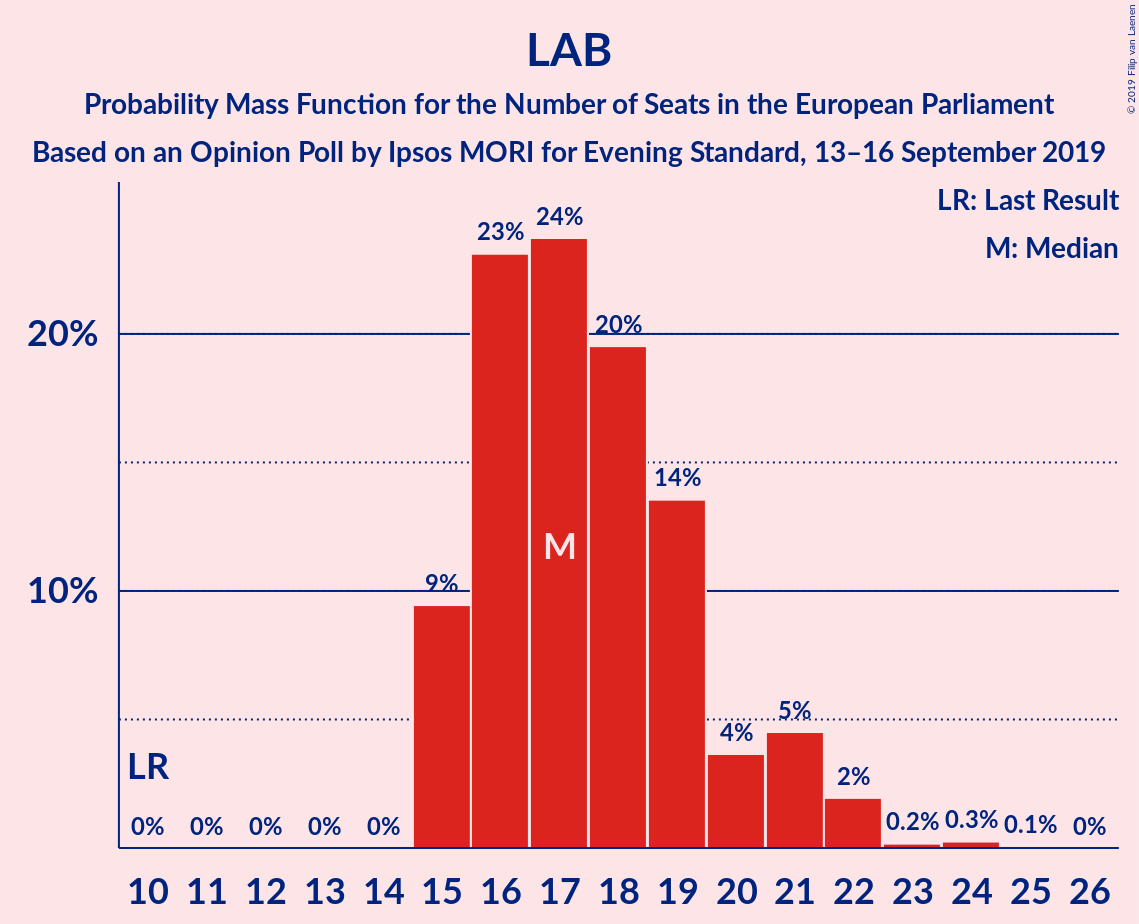 LAB
Probability Mass Function for the Number of Seats in the European Parliament
Based on an Opinion Poll by Ipsos MORI for Evening Standard, 13–16 September 2019
© 2019 Filip van Laenen
LR: Last Result
M: Median
20%
10%
LR
0% 0% 0% 0% 0% 9% 23% 24% 20% 14% 4% 5% 2% 0.2% 0.3% 0.1% 0%
M
10 11 12 13 14 15 16 17 18 19 20 21 22 23 24 25 26